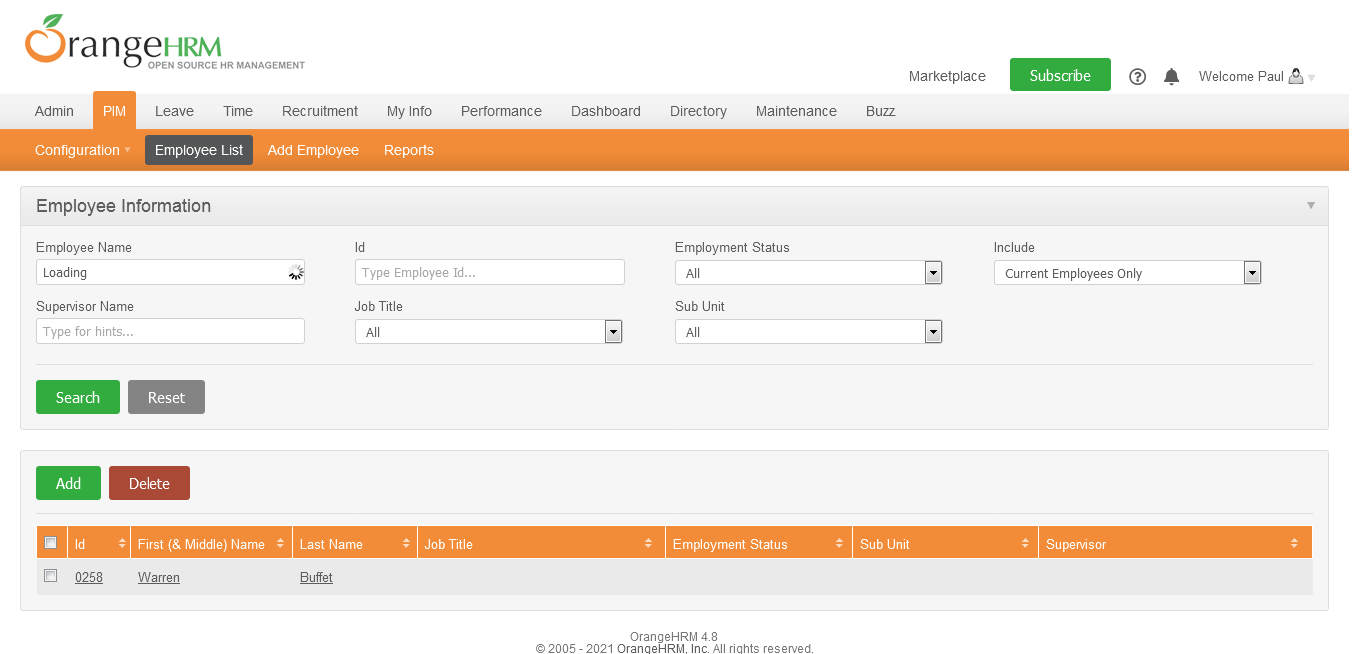 OrangeHRM
OPEN SOURCE HR MANAGEMENT
Marketplace Subscribe Welcome Paul
Admin PIM Leave Time Recruitment My Info Performance Dashboard Directory Maintenance Buzz
Configuration Employee List Add Employee Reports
Employee Information
Employee Name Id Employment Status Include
Loading Type Employee Id... All Current Employees Only
Supervisor Name Job Title Sub Unit
Type for hints... All All
Search Reset
Add Delete
Id First (& Middle) Name Last Name Job Title Employment Status Sub Unit Supervisor
0258 Warren Buffet
OrangeHRM 4.8
© 2005 - 2021 OrangeHRM, Inc. All rights reserved.